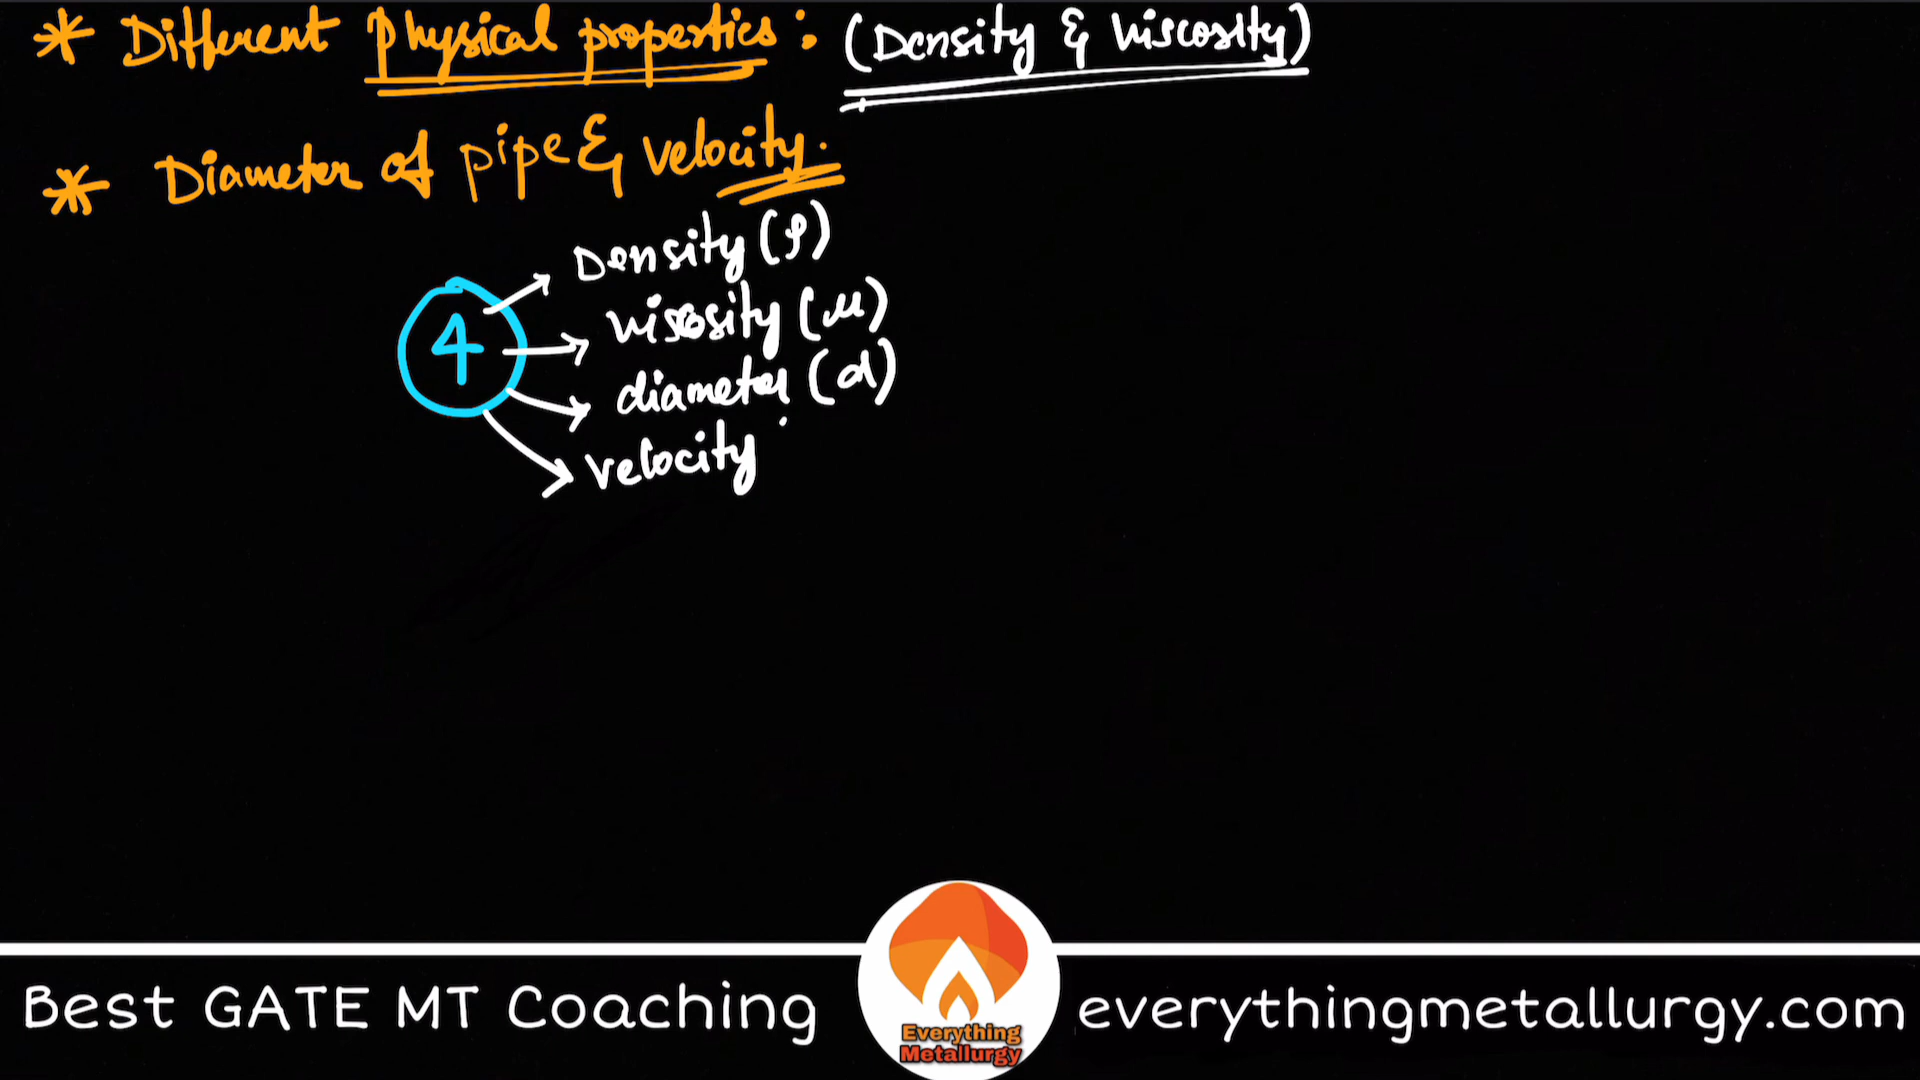 * Different physical properties : (Density & viscosity)
* Diameter of pipe & velocity.
4
→ Density (ρ)
→ viscosity (μ)
→ diameter (d)
→ velocity
Best GATE MT Coaching
Everything
Metallurgy
everythingmetallurgy.com